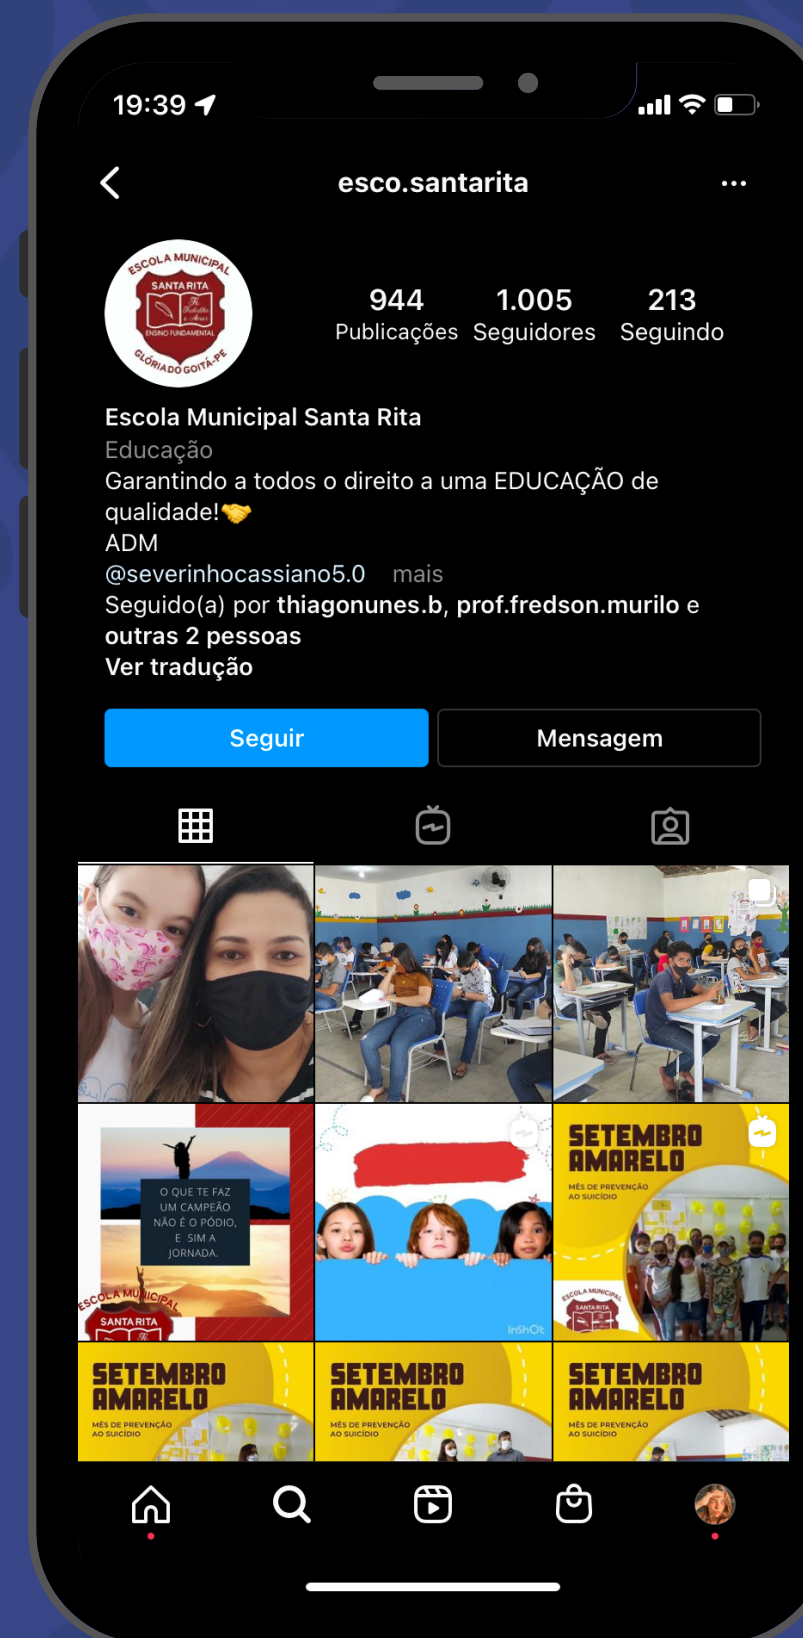 19:39
esco.santarita
ESCOLA MUNICIPAL
SANTA RITA
Fé
Trabalho
e Amor
ENSINO FUNDAMENTAL
GLÓRIA DO GOITÁ-PE
944 1.005 213
Publicações Seguidores Seguindo
Escola Municipal Santa Rita
Educação
Garantindo a todos o direito a uma EDUCAÇÃO de
qualidade!🤝
ADM
@severinhocassiano5.0 mais
Seguido(a) por thiagonunes.b, prof.fredson.murilo e
outras 2 pessoas
Ver tradução
Seguir Mensagem
O QUE TE FAZ
UM CAMPEÃO
NÃO É O PÓDIO,
E SIM A
JORNADA.
ESCOLA MUNICIPAL
SANTA RITA
InShOt
SETEMBRO
AMARELO
MÊS DE PREVENÇÃO
AO SUICÍDIO
ESCOLA MUNICIPAL
SANTA RITA
SETEMBRO
AMARELO
MÊS DE PREVENÇÃO
AO SUICÍDIO
SETEMBRO
AMARELO
MÊS DE PREVENÇÃO
AO SUICÍDIO
SETEMBRO
AMARELO
MÊS DE PREVENÇÃO
AO SUICÍDIO